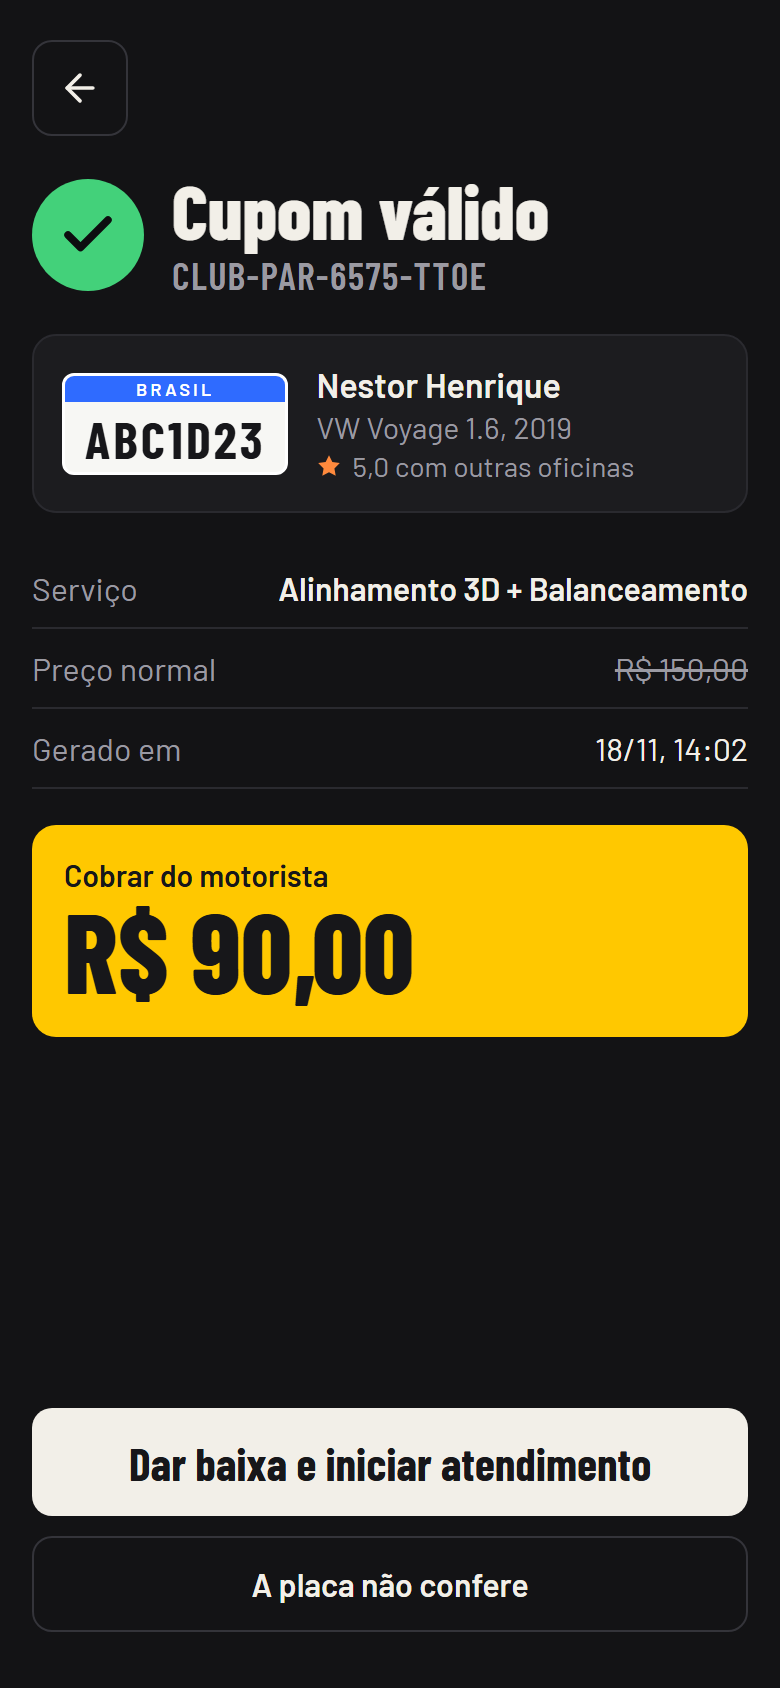 Cupom válido
CLUB-PAR-6575-TT0E
BRASIL
ABC1D23
Nestor Henrique
VW Voyage 1.6, 2019
5,0 com outras oficinas
Serviço
Alinhamento 3D + Balanceamento
Preço normal
R$ 150,00
Gerado em
18/11, 14:02
Cobrar do motorista
R$ 90,00
Dar baixa e iniciar atendimento
A placa não confere